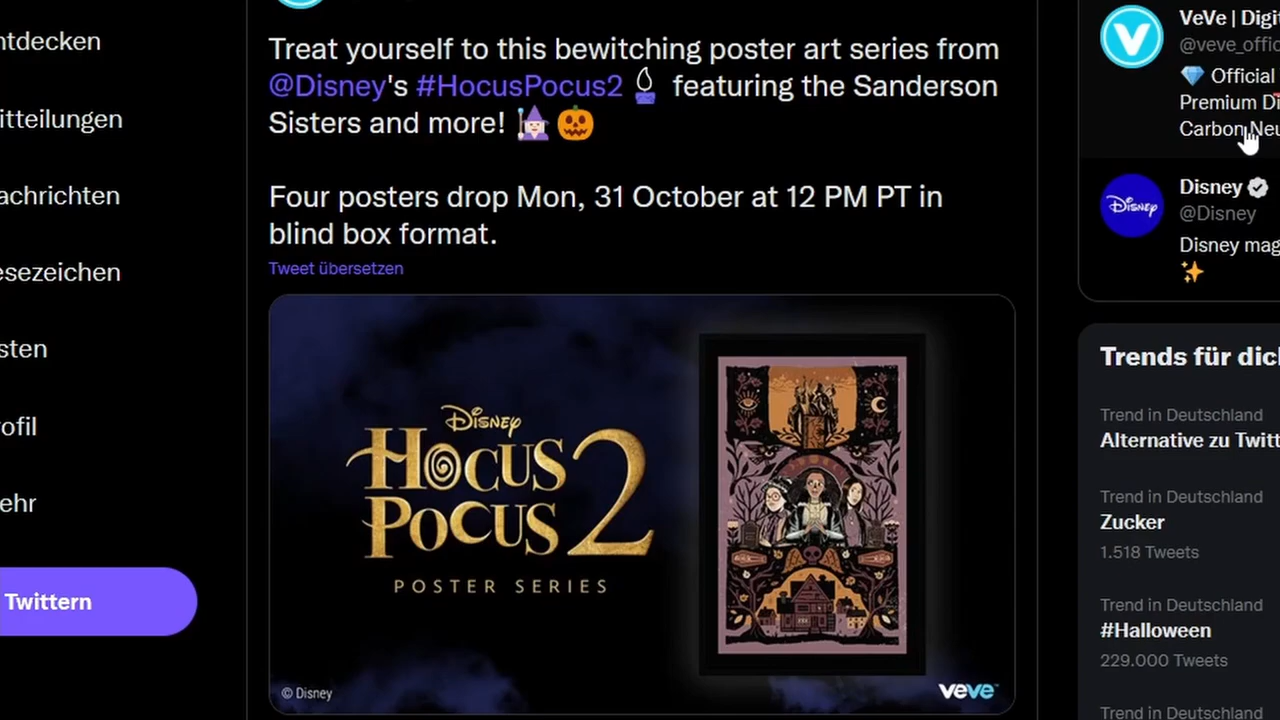 ntdecken
itteilungen
achrichten
esezeichen
sten
ofil
ehr
Twittern
Treat yourself to this bewitching poster art series from
@Disney's #HocusPocus2 featuring the Sanderson
Sisters and more!
Four posters drop Mon, 31 October at 12 PM PT in
blind box format.
Tweet übersetzen
Disney
HOCUS
POCUS 2
POSTER SERIES
© Disney
veve
VeVe | Digit
@veve_offic
Official
Premium Di
Carbon Neu
Disney
Disney
@Disney
Disney mag
Trends für dich
Trend in Deutschland
Alternative zu Twitt
Trend in Deutschland
Zucker
1.518 Tweets
Trend in Deutschland
#Halloween
229.000 Tweets
Trend in Deutschland